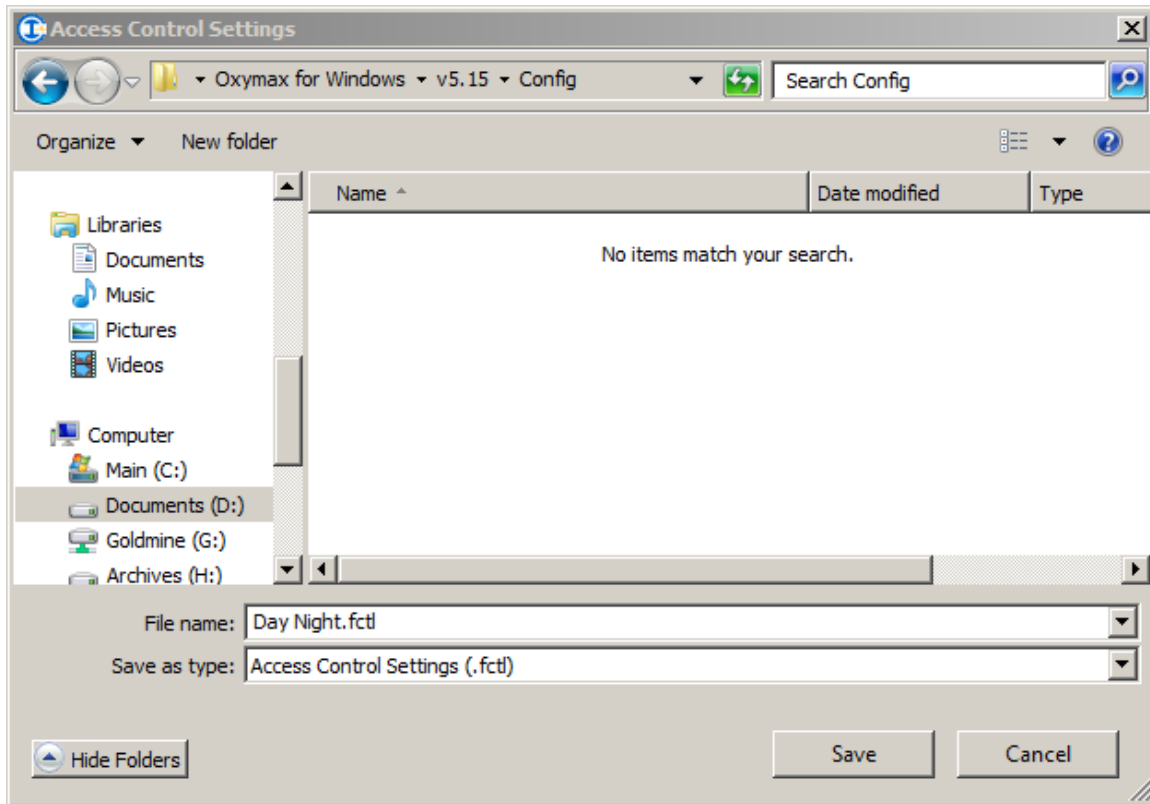 Access Control Settings
Oxymax for Windows v5.15 Config
Search Config
Organize New folder
Name Date modified Type
No items match your search.
Libraries
Documents
Music
Pictures
Videos
Computer
Main (C:)
Documents (D:)
Goldmine (G:)
Archives (H:)
File name: Day Night.fctl
Save as type: Access Control Settings (.fctl)
Hide Folders Save Cancel